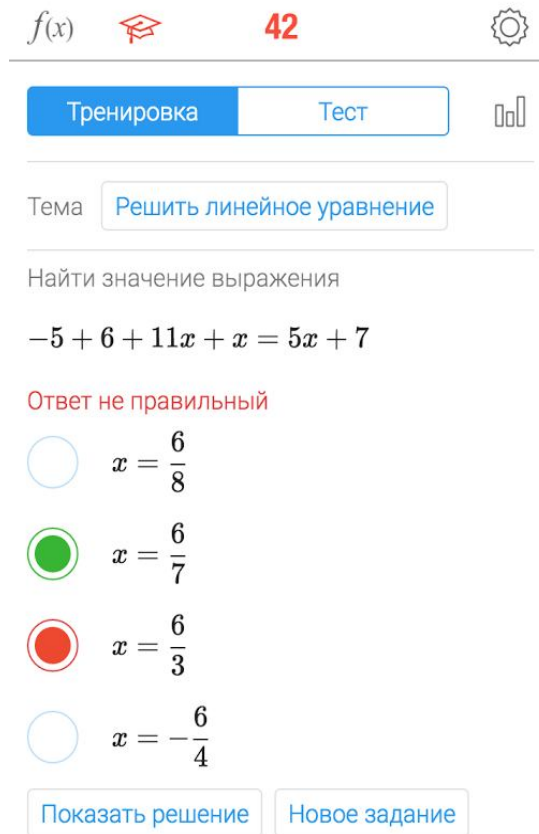 f(x) 42
Тренировка Тест
Тема Решить линейное уравнение
Найти значение выражения
−5 + 6 + 11x + x = 5x + 7
Ответ не правильный
x = 6/8
x = 6/7
x = 6/3
x = −6/4
Показать решение Новое задание